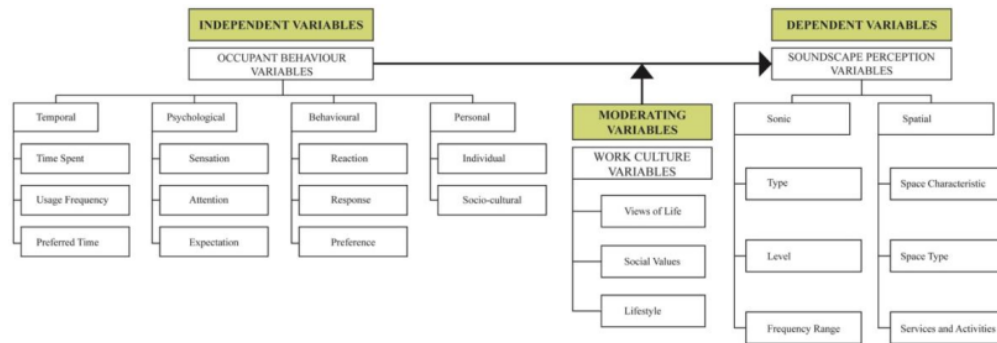 INDEPENDENT VARIABLES
OCCUPANT BEHAVIOUR
VARIABLES
Temporal
Time Spent
Usage Frequency
Preferred Time
Psychological
Sensation
Attention
Expectation
Behavioural
Reaction
Response
Preference
Personal
Individual
Socio-cultural
MODERATING
VARIABLES
WORK CULTURE
VARIABLES
Views of Life
Social Values
Lifestyle
DEPENDENT VARIABLES
SOUNDSCAPE PERCEPTION
VARIABLES
Sonic
Type
Level
Frequency Range
Spatial
Space Characteristic
Space Type
Services and Activities